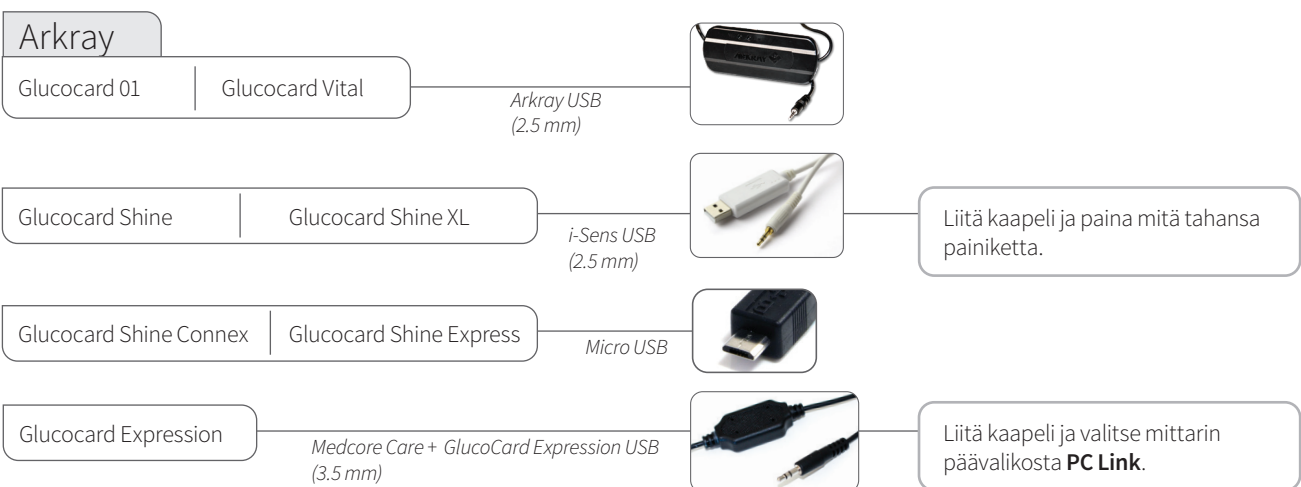 Arkray
Glucocard 01 Glucocard Vital
Arkray USB
(2.5 mm)
Glucocard Shine Glucocard Shine XL
i-Sens USB
(2.5 mm)
Liitä kaapeli ja paina mitä tahansa
painiketta.
Glucocard Shine Connex Glucocard Shine Express
Micro USB
Glucocard Expression
Medcore Care + GlucoCard Expression USB
(3.5 mm)
Liitä kaapeli ja valitse mittarin
päävalikosta PC Link.